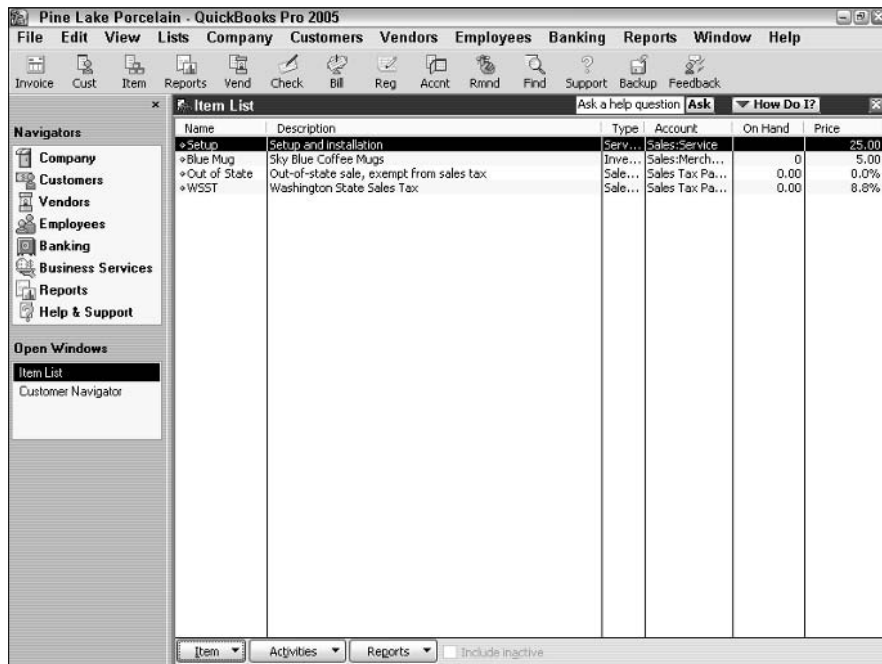 Pine Lake Porcelain - QuickBooks Pro 2005
File Edit View Lists Company Customers Vendors Employees Banking Reports Window Help
Invoice Cust Item Reports Vend Check Bill Reg Accnt Rmnd Find Support Backup Feedback
Item List Ask a help question Ask How Do I?
Navigators
Company
Customers
Vendors
Employees
Banking
Business Services
Reports
Help & Support
Open Windows
Item List
Customer Navigator
Name Description Type Account On Hand Price
Setup Setup and installation Serv... Sales:Service 25.00
Blue Mug Sky Blue Coffee Mugs Inve... Sales:Merch... 0 5.00
Out of State Out-of-state sale, exempt from sales tax Sale... Sales Tax Pa... 0.00 0.0%
WSST Washington State Sales Tax Sale... Sales Tax Pa... 0.00 8.8%
Item Activities Reports Include inactive